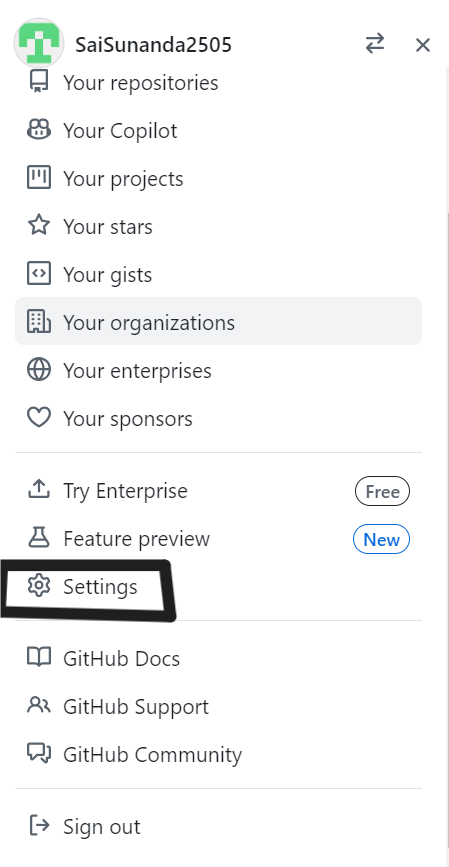 SaiSunanda2505
Your repositories
Your Copilot
Your projects
Your stars
Your gists
Your organizations
Your enterprises
Your sponsors
Try Enterprise Free
Feature preview New
Settings
GitHub Docs
GitHub Support
GitHub Community
Sign out